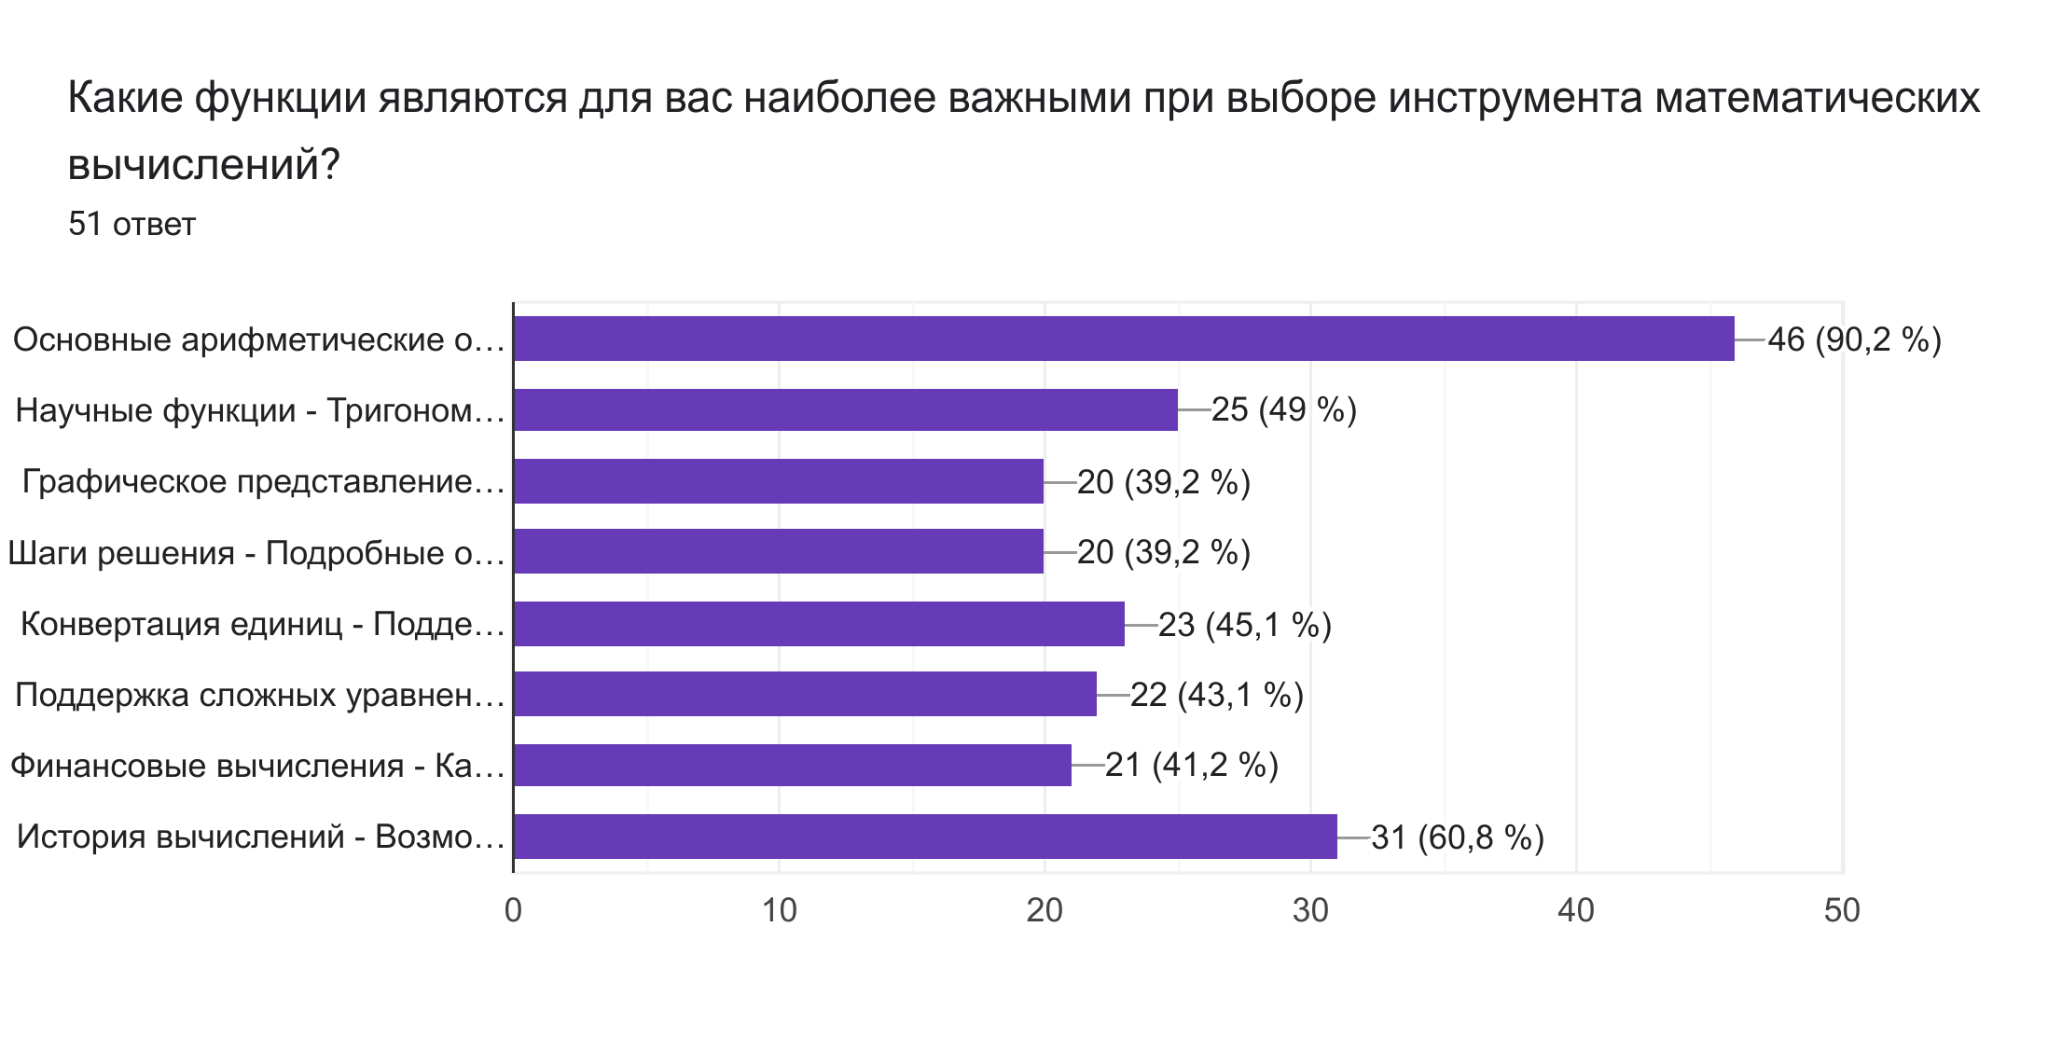 Какие функции являются для вас наиболее важными при выборе инструмента математических
вычислений?
51 ответ
Основные арифметические о… 46 (90,2 %)
Научные функции - Тригоном… 25 (49 %)
Графическое представление… 20 (39,2 %)
Шаги решения - Подробные о… 20 (39,2 %)
Конвертация единиц - Подде… 23 (45,1 %)
Поддержка сложных уравнен… 22 (43,1 %)
Финансовые вычисления - Ка… 21 (41,2 %)
История вычислений - Возмо… 31 (60,8 %)
0 10 20 30 40 50